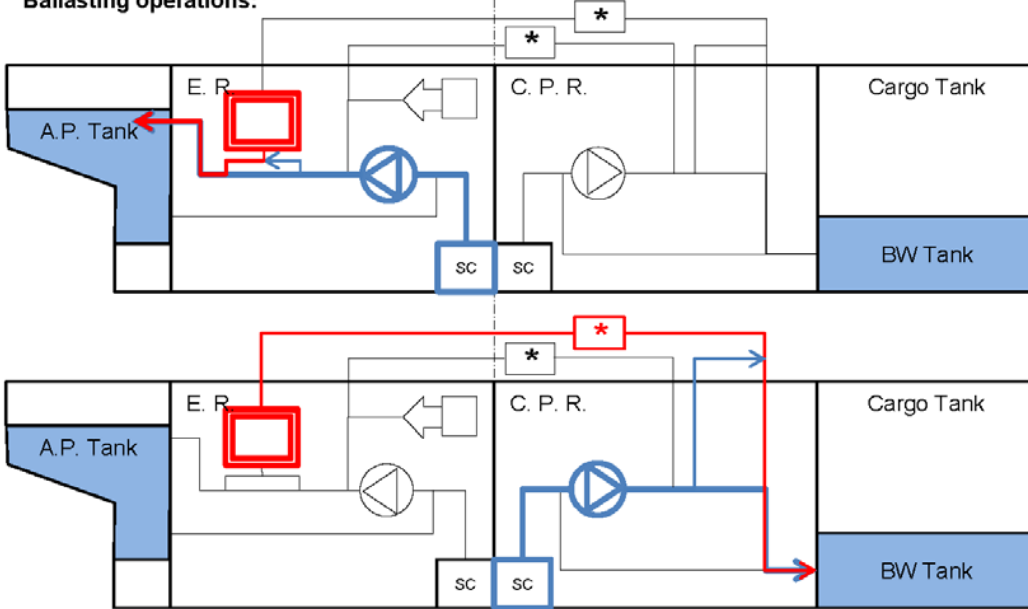 Ballasting operations:
*
*
E. R.
C. P. R.
Cargo Tank
A.P. Tank
BW Tank
sc
sc
*
*
E. R.
C. P. R.
Cargo Tank
A.P. Tank
BW Tank
sc
sc